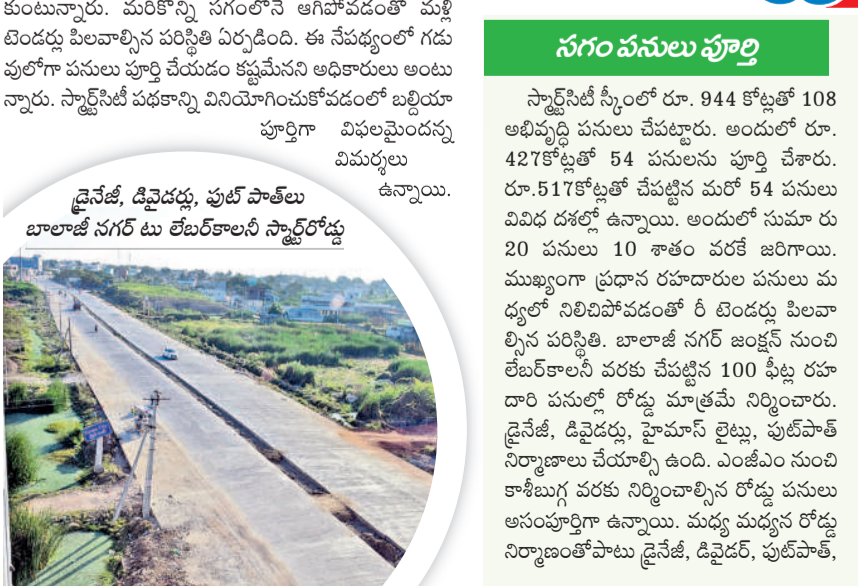 కుంటున్నారు. మరికొన్ని సగంలోనే ఆగిపోవడంతో మళ్లీ
టెండర్లు పిలవాల్సిన పరిస్థితి ఏర్పడింది. ఈ నేపథ్యంలో గడు
వులోగా పనులు పూర్తి చేయడం కష్టమేనని అధికారులు అంటు
న్నారు. స్మార్ట్‌సిటీ పథకాన్ని వినియోగించుకోవడంలో బల్దియా
పూర్తిగా విఫలమైందన్న
విమర్శలు
ఉన్నాయి.
డ్రైనేజీ, డివైడర్లు, ఫుట్ పాత్‌లు
బాలాజీ నగర్ టు లేబర్‌కాలనీ స్మార్ట్‌రోడ్డు
సగం పనులు పూర్తి
స్మార్ట్‌సిటీ స్కీంలో రూ. 944 కోట్లతో 108
అభివృద్ధి పనులు చేపట్టారు. అందులో రూ.
427కోట్లతో 54 పనులను పూర్తి చేశారు.
రూ.517కోట్లతో చేపట్టిన మరో 54 పనులు
వివిధ దశల్లో ఉన్నాయి. అందులో సుమా రు
20 పనులు 10 శాతం వరకే జరిగాయి.
ముఖ్యంగా ప్రధాన రహదారుల పనులు మ
ధ్యలో నిలిచిపోవడంతో రీ టెండర్లు పిలవా
ల్సిన పరిస్థితి. బాలాజీ నగర్ జంక్షన్ నుంచి
లేబర్‌కాలనీ వరకు చేపట్టిన 100 ఫీట్ల రహ
దారి పనుల్లో రోడ్డు మాత్రమే నిర్మించారు.
డ్రైనేజీ, డివైడర్లు, హైమాస్ లైట్లు, ఫుట్‌పాత్
నిర్మాణాలు చేయాల్సి ఉంది. ఎంజీఎం నుంచి
కాశీబుగ్గ వరకు నిర్మించాల్సిన రోడ్డు పనులు
అసంపూర్తిగా ఉన్నాయి. మధ్య మధ్యన రోడ్డు
నిర్మాణంతోపాటు డ్రైనేజీ, డివైడర్, ఫుట్‌పాత్,